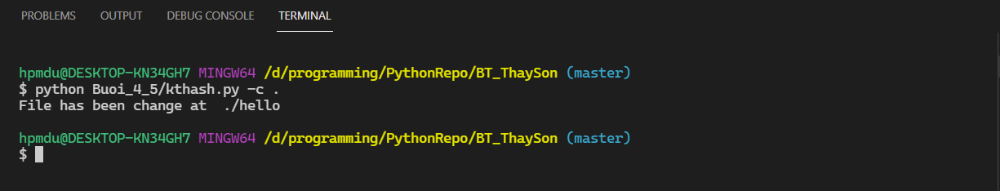 PROBLEMS OUTPUT DEBUG CONSOLE TERMINAL
hpmdu@DESKTOP-KN34GH7 MINGW64 /d/programming/PythonRepo/BT_ThaySon (master)
$ python Buoi_4_5/kthash.py -c .
File has been change at  ./hello
hpmdu@DESKTOP-KN34GH7 MINGW64 /d/programming/PythonRepo/BT_ThaySon (master)
$